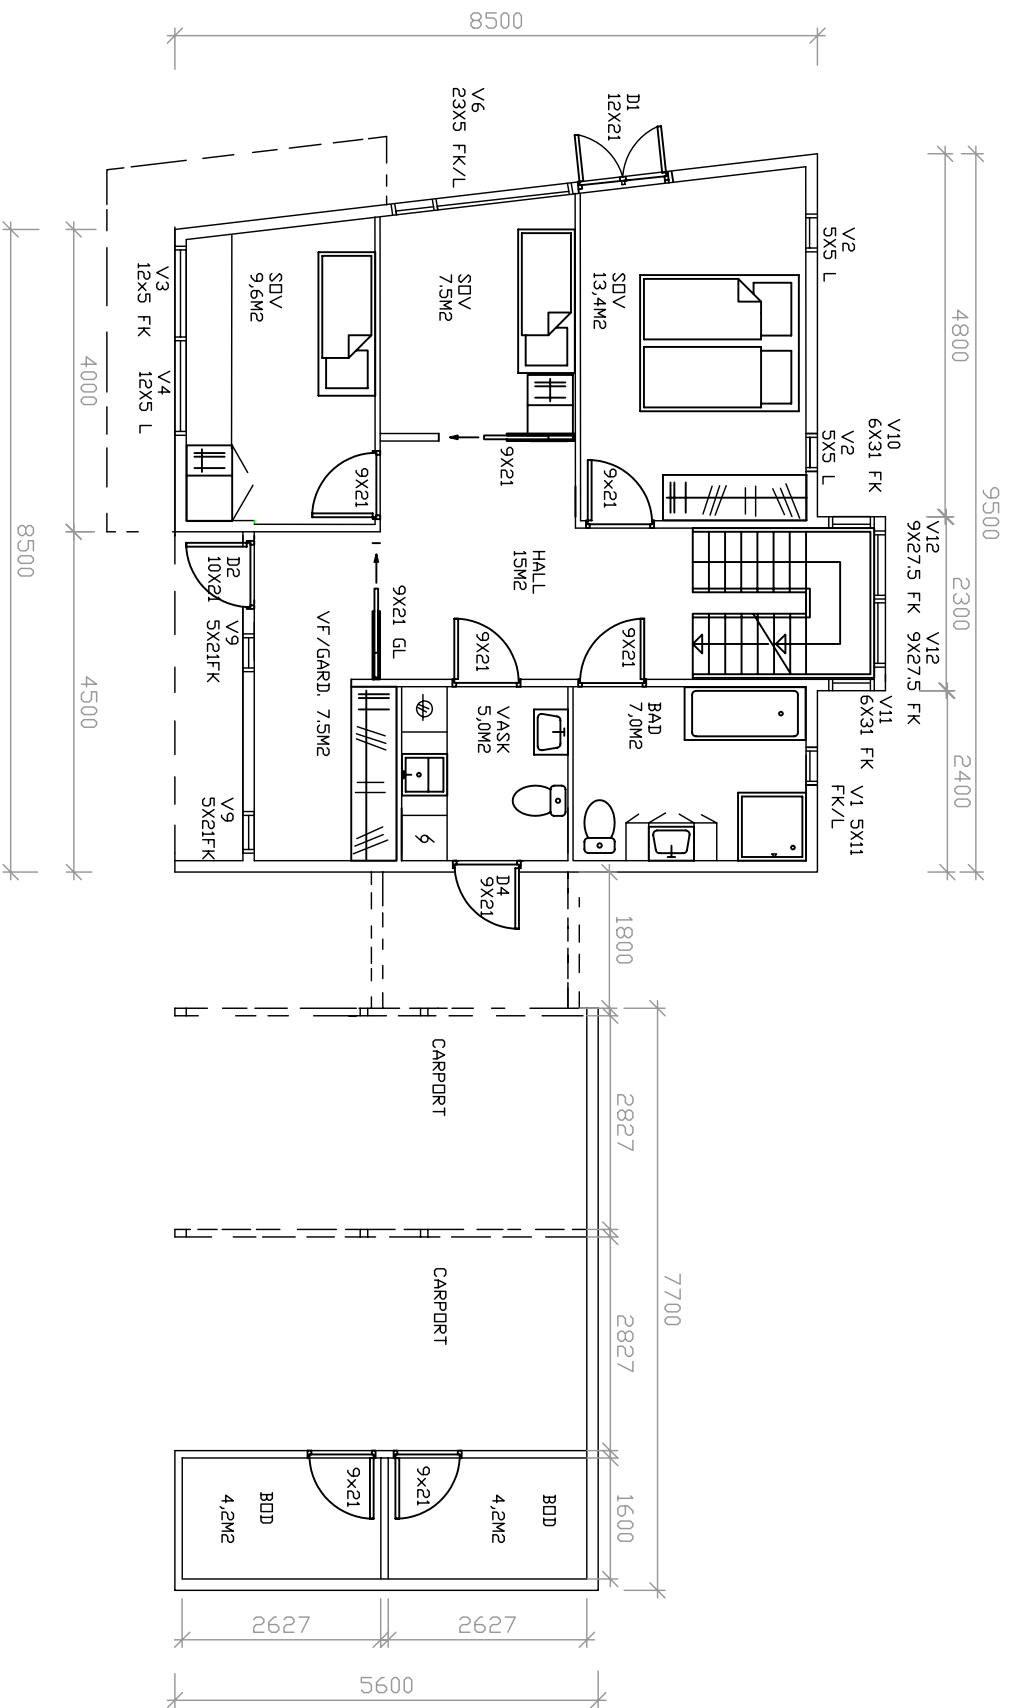 8500
V6
23X5 FK/L
D1
12X21
V2
5X5 L
4800
9500
V10
6X31 FK
V2
5X5 L
V12
9X27.5 FK
2300
V12
9X27.5 FK
V11
6X31 FK
2400
V1 5X11
FK/L
SOV
13,4M2
SOV
7.5M2
SOV
9,6M2
V3
12x5 FK
V4
12X5 L
4000
8500
4500
9X21
9x21
9X21
HALL
15M2
D2
10X21
V9
5X21FK
9X21 GL
VF/GARD. 7.5M2
9X21
9X21
BAD
7,0M2
VASK
5,0M2
V9
5X21FK
D4
9X21
1800
CARPORT
2827
7700
CARPORT
2827
9x21
9x21
BOD
4,2M2
BOD
4,2M2
1600
2627
2627
5600